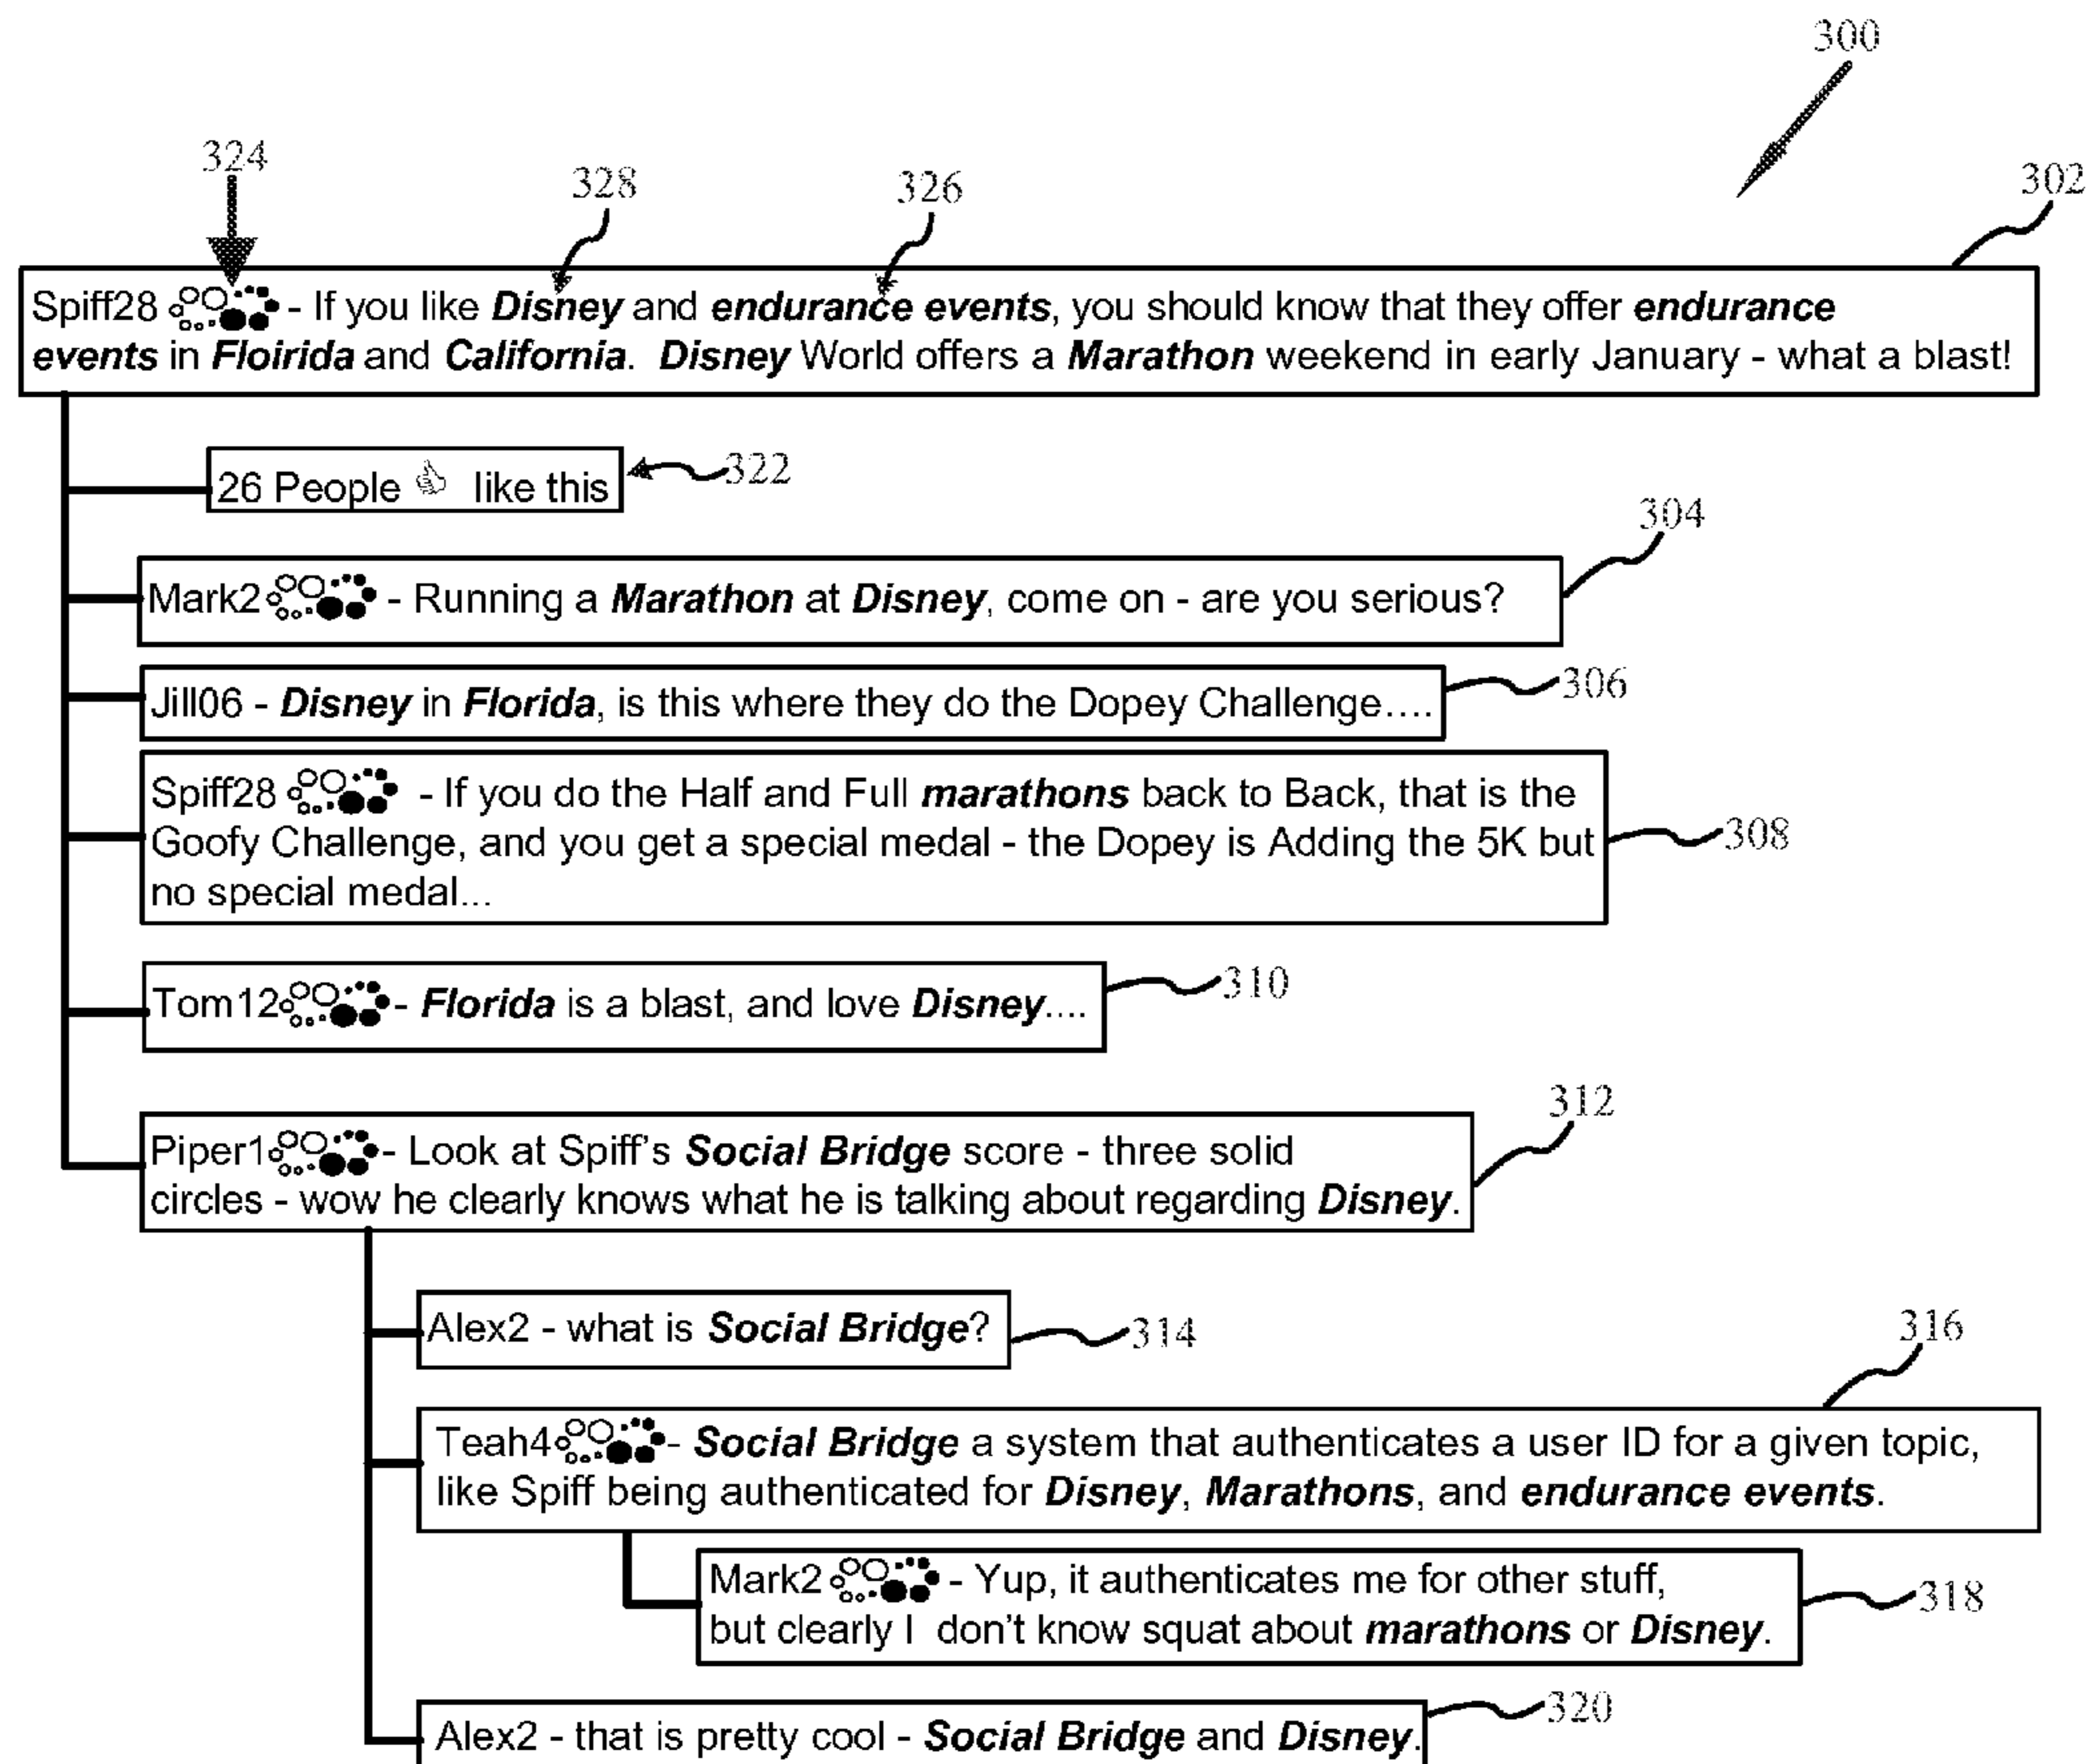 300
324
328
326
302
Spiff28 - If you like Disney and endurance events, you should know that they offer endurance
events in Floirida and California. Disney World offers a Marathon weekend in early January - what a blast!
26 People like this
322
304
Mark2 - Running a Marathon at Disney, come on - are you serious?
Jill06 - Disney in Florida, is this where they do the Dopey Challenge....
306
Spiff28 - If you do the Half and Full marathons back to Back, that is the
Goofy Challenge, and you get a special medal - the Dopey is Adding the 5K but
no special medal...
308
Tom12 - Florida is a blast, and love Disney....
310
312
Piper1 - Look at Spiff's Social Bridge score - three solid
circles - wow he clearly knows what he is talking about regarding Disney.
Alex2 - what is Social Bridge?
314
316
Teah4 - Social Bridge a system that authenticates a user ID for a given topic,
like Spiff being authenticated for Disney, Marathons, and endurance events.
Mark2 - Yup, it authenticates me for other stuff,
but clearly I don't know squat about marathons or Disney.
318
Alex2 - that is pretty cool - Social Bridge and Disney.
320